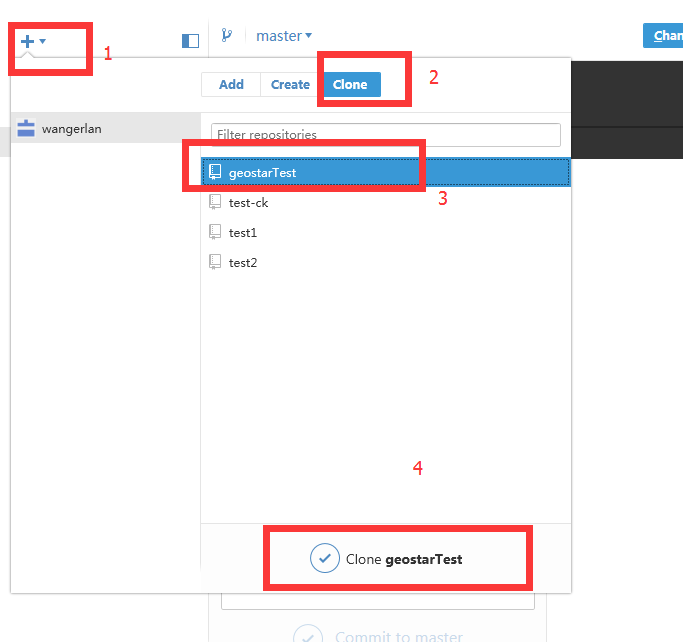 1
master
Chan
Add Create Clone
2
wangerlan
Filter repositories
geostarTest
3
test-ck
test1
test2
4
Clone geostarTest
Commit to master